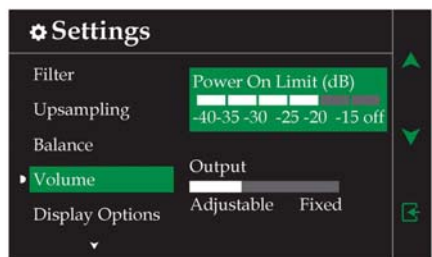 Settings
Filter
Upsampling
Balance
Volume
Display Options
Power On Limit (dB)
-40-35 -30 -25 -20 -15 off
Output
Adjustable Fixed